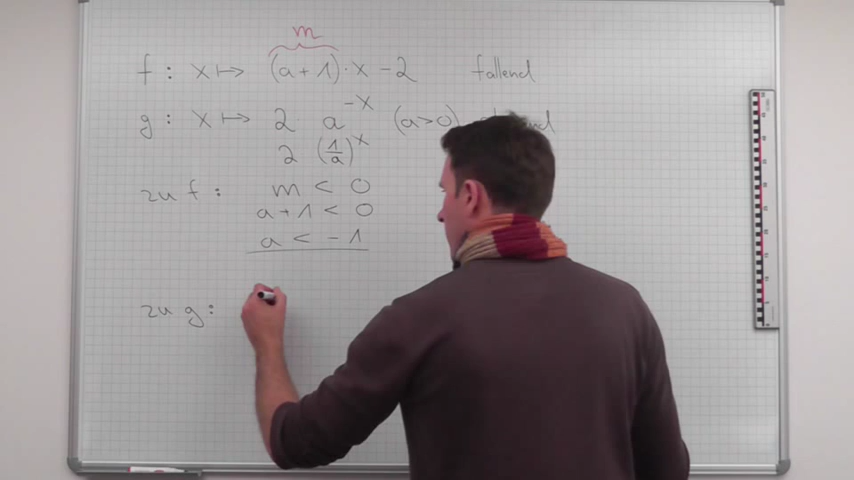 m
f : x ↦ (a+1)·x -2 fallend
g : x ↦ 2 · a^{-x} (a>0)
2 (1/a)^x
zu f : m < 0
a+1 < 0
a < -1
zu g :